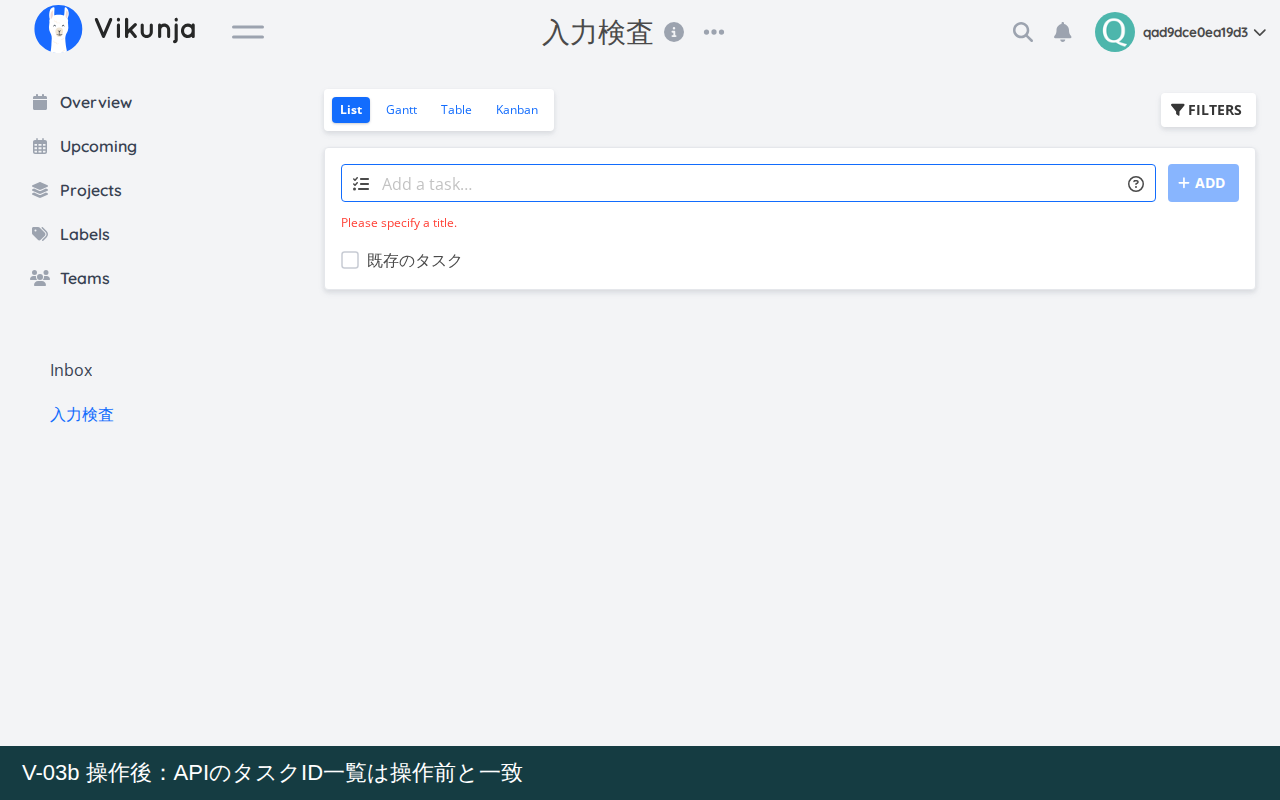 Vikunja
入力検査
qad9dce0ea19d3
Overview
Upcoming
Projects
Labels
Teams
Inbox
入力検査
List Gantt Table Kanban
FILTERS
Add a task...
+ ADD
Please specify a title.
既存のタスク
V-03b 操作後：APIのタスクID一覧は操作前と一致